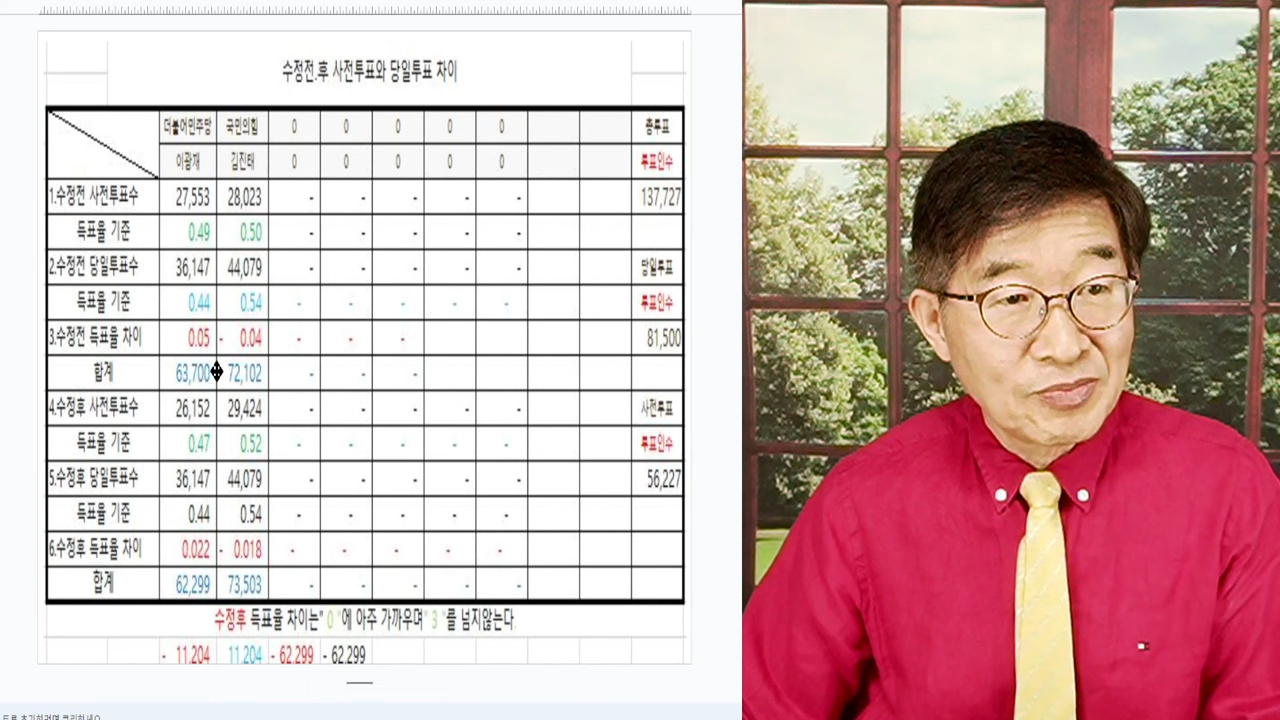 수정전.후 사전투표와 당일투표 차이
더불어민주당 국민의힘 0 0 0 0 0 총투표
이광재 김진태 0 0 0 0 0 투표인수
1.수정전 사전투표수 27,553 28,023 - - - - - 137,727
득표율 기준 0.49 0.50 - - - - -
2.수정전 당일투표수 36,147 44,079 - - - - - 당일투표
득표율 기준 0.44 0.54 - - - - - 투표인수
3.수정전 득표율 차이 0.05 - 0.04 - - - 81,500
합계 63,700 72,102 - - -
4.수정후 사전투표수 26,152 29,424 - - - - - 사전투표
득표율 기준 0.47 0.52 - - - - - 투표인수
5.수정후 당일투표수 36,147 44,079 - - - - - 56,227
득표율 기준 0.44 0.54 - - - - -
6.수정후 득표율 차이 0.022 - 0.018 - - - - -
합계 62,299 73,503 - - - - -
수정후 득표율 차이는" 0 "에 아주 가까우며" 3 "를 넘지않는다
- 11,204 11,204 - 62,299 - 62,299